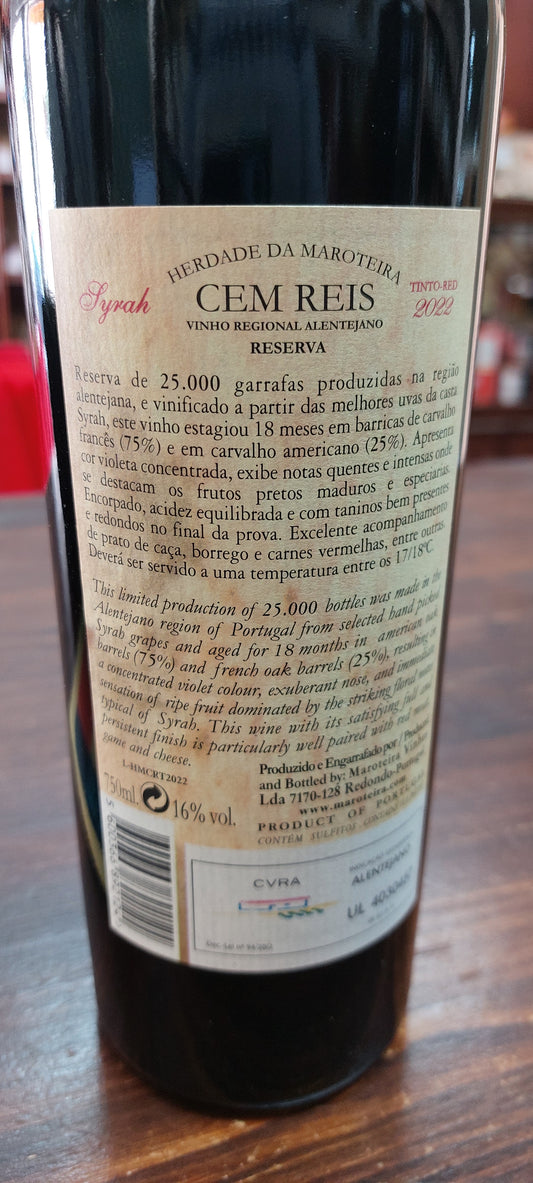 HERDADE DA MAROTEIRA
Syrah
CEM REIS
TINTO-RED
2022
VINHO REGIONAL ALENTEJANO
RESERVA
Reserva de 25.000 garrafas produzidas na região
alentejana, e vinificado a partir das melhores uvas da casta
Syrah, este vinho estagiou 18 meses em barricas de carvalho
francês (75%) e em carvalho americano (25%). Apresenta
cor violeta concentrada, exibe notas quentes e intensas onde
se destacam os frutos pretos maduros e especiarias.
Encorpado, acidez equilibrada e com taninos bem presentes
e redondos no final da prova. Excelente acompanhamento
de prato de caça, borrego e carnes vermelhas, entre outras.
Deverá ser servido a uma temperatura entre os 17/18ºC.
This limited production of 25.000 bottles was made in the
Alentejano region of Portugal from selected hand picked
Syrah grapes and aged for 18 months in american oak
barrels (75%) and french oak barrels (25%), resulting in
a concentrated violet colour, exuberant nose, and immediate
sensation of ripe fruit dominated by the striking floral notes
typical of Syrah. This wine with its satisfying full and
persistent finish is particularly well paired with red meat,
game and cheese.
L-HMCRT2022
750ml. 16% vol.
Produzido e Engarrafado por / Produced
and Bottled by: Maroteira Vinhos
Lda 7170-128 Redondo-Portugal
www.maroteira.com
PRODUCT OF PORTUGAL
CONTÉM SULFITOS
CVRA
ALENTEJANO
UL